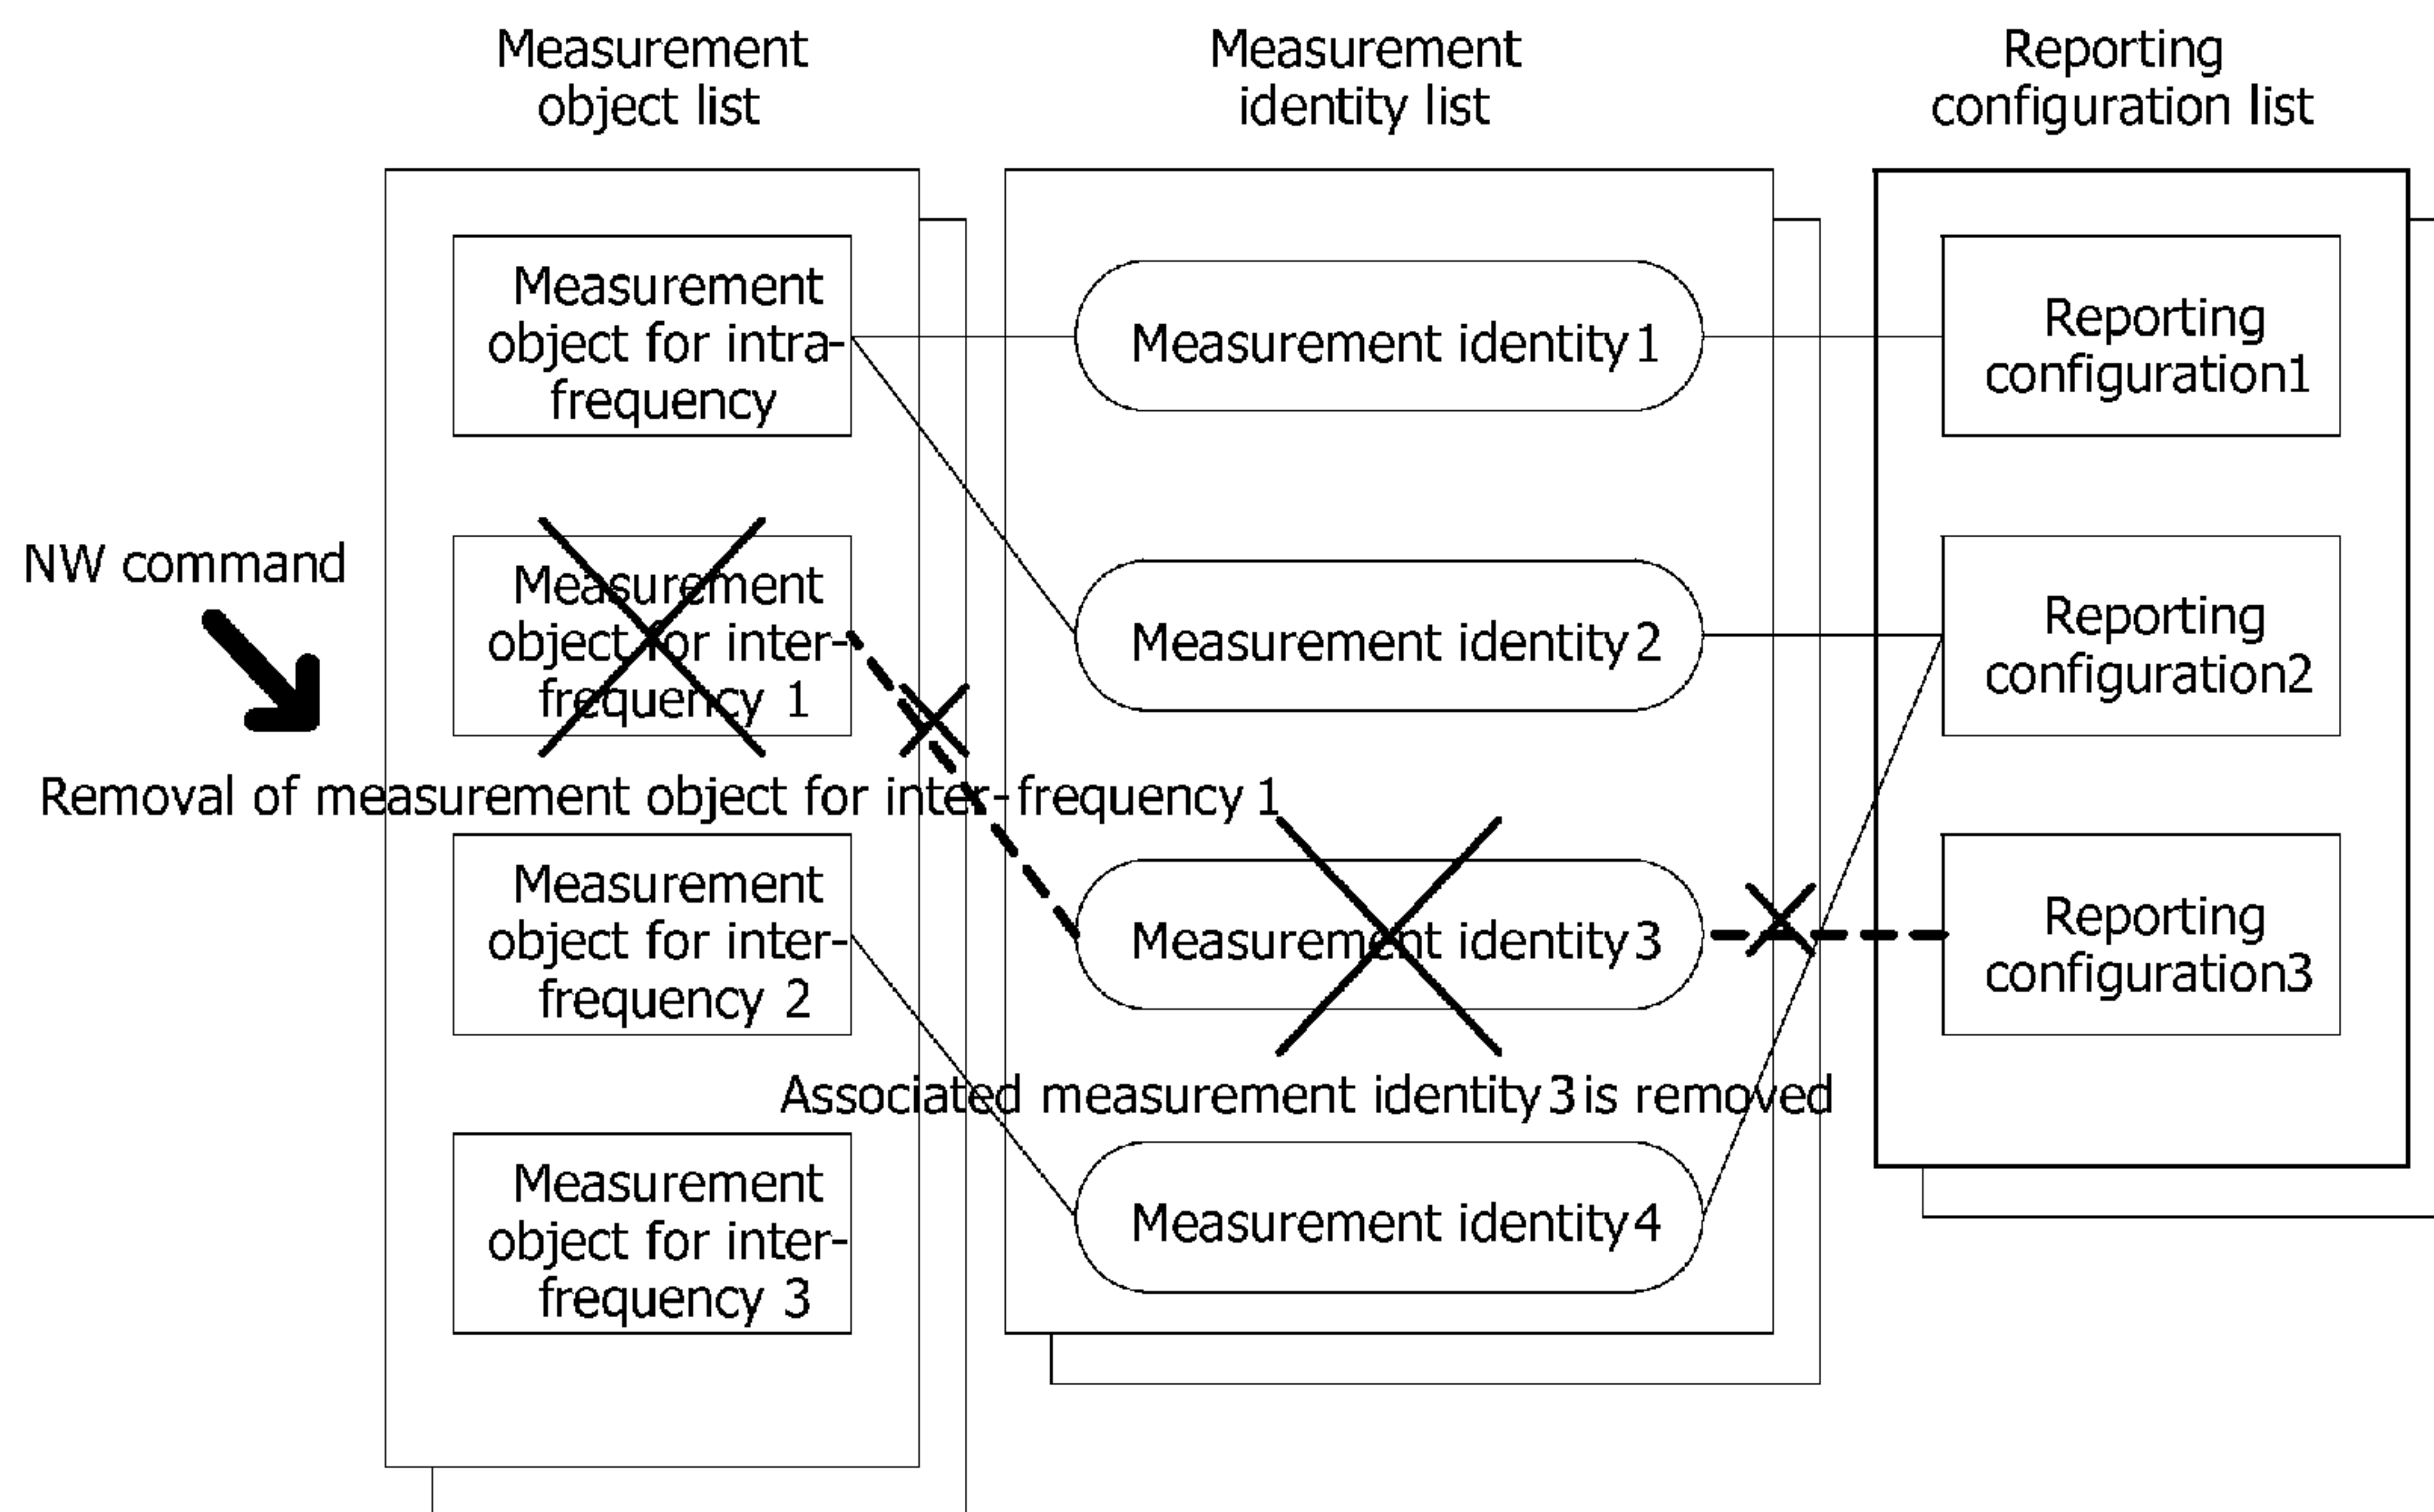 Measurement
object list
Measurement
identity list
Reporting
configuration list
Measurement
object for intra-
frequency
Measurement identity 1
Reporting
configuration1
NW command
Measurement
object for inter-
frequency 1
Measurement identity 2
Reporting
configuration2
Removal of measurement object for inter-frequency 1
Measurement
object for inter-
frequency 2
Measurement identity 3
Reporting
configuration3
Associated measurement identity 3 is removed
Measurement
object for inter-
frequency 3
Measurement identity 4